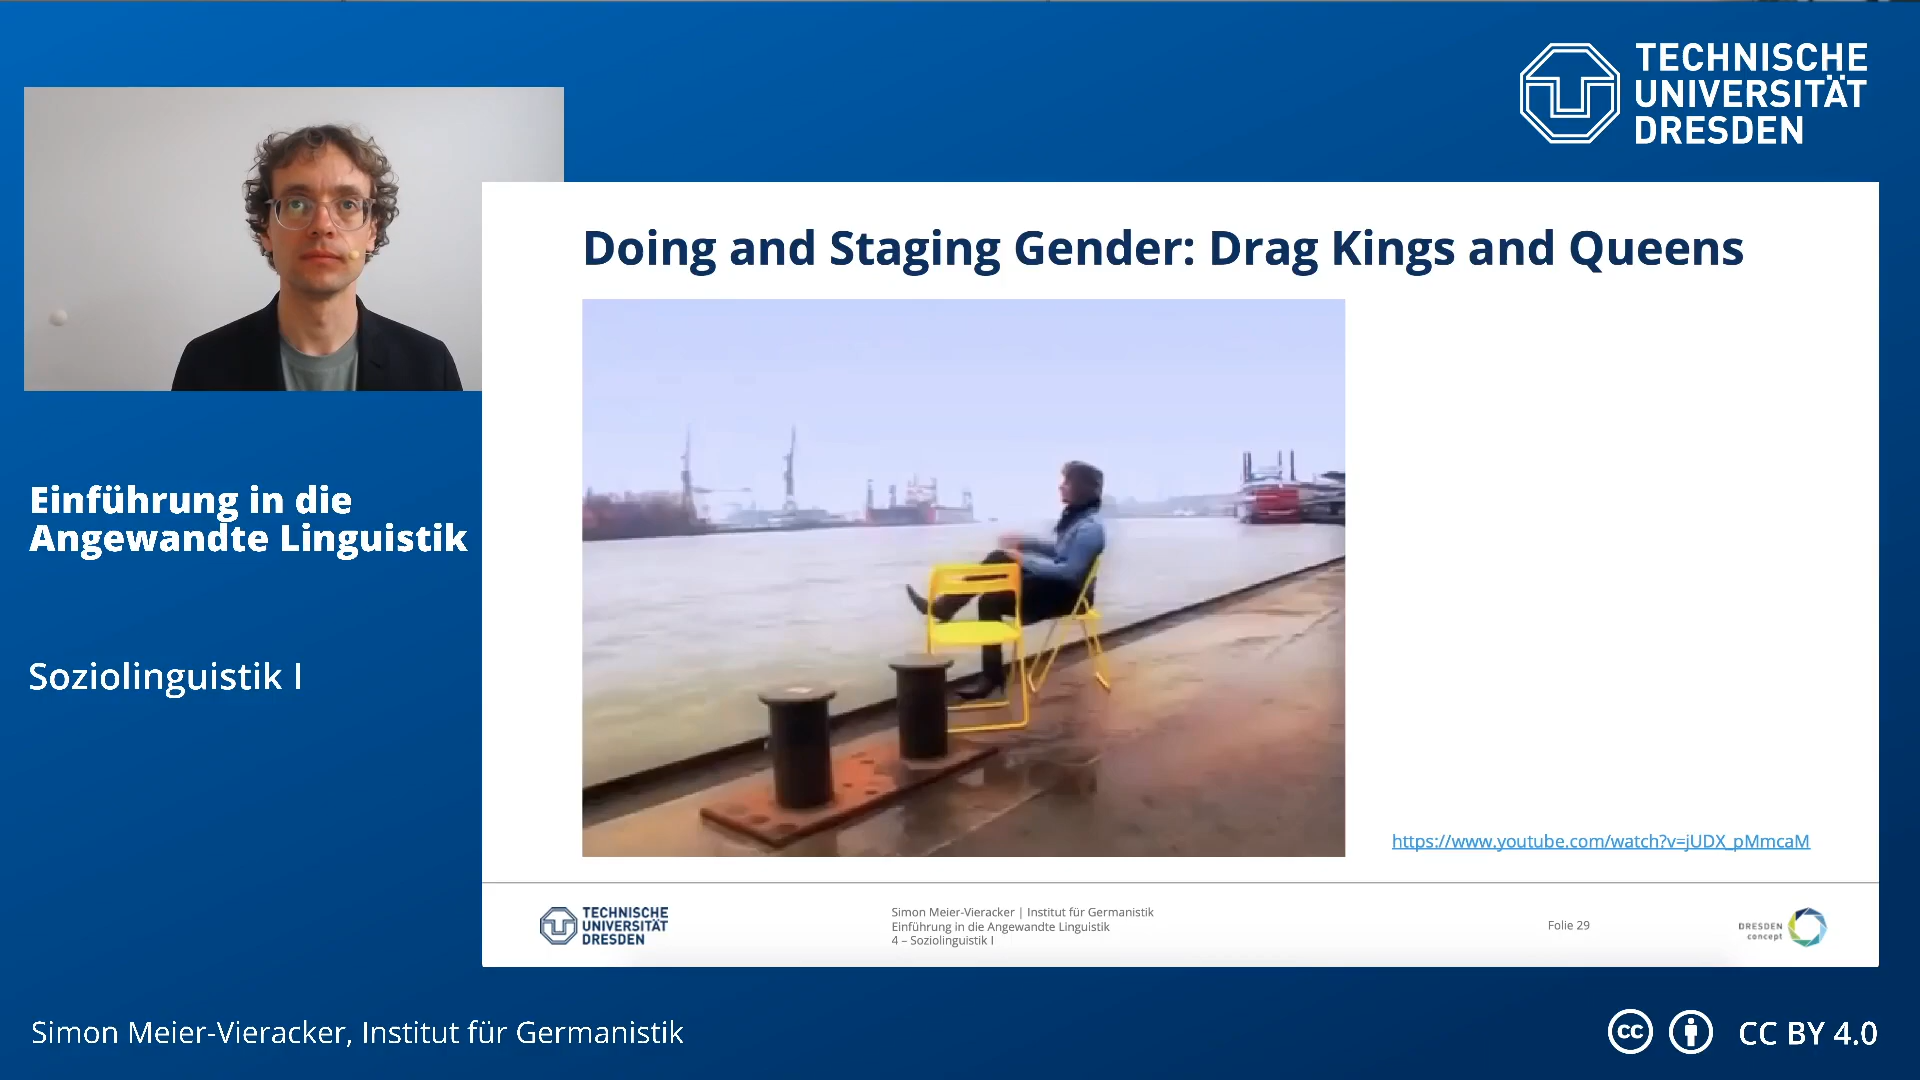 TECHNISCHE
UNIVERSITÄT
DRESDEN
Doing and Staging Gender: Drag Kings and Queens
Einführung in die
Angewandte Linguistik
Soziolinguistik I
https://www.youtube.com/watch?v=jUDX_pMmcaM
TECHNISCHE
UNIVERSITÄT
DRESDEN
Simon Meier-Vieracker | Institut für Germanistik
Einführung in die Angewandte Linguistik
4 – Soziolinguistik I
Folie 29
DRESDEN
concept
Simon Meier-Vieracker, Institut für Germanistik
cc
CC BY 4.0